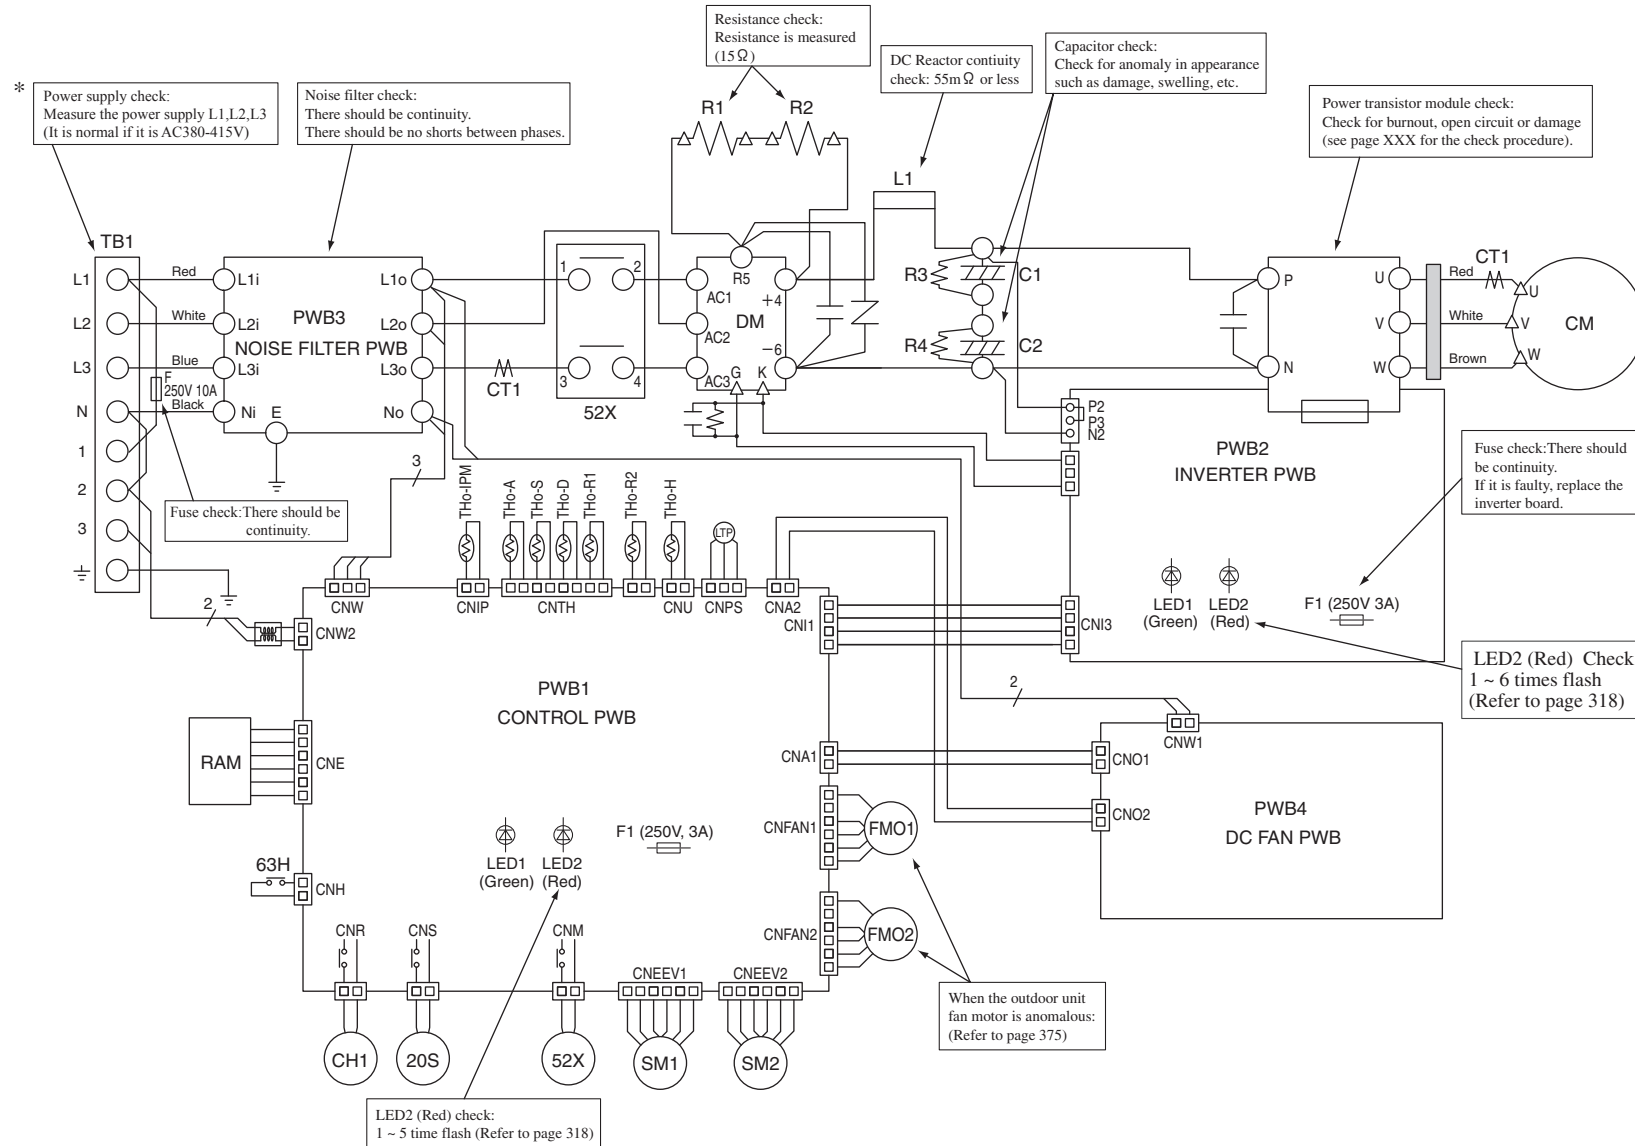 Resistance check:
Resistance is measured
(15Ω)
DC Reactor contiuity
check: 55mΩ or less
Capacitor check:
Check for anomaly in appearance
such as damage, swelling, etc.
*
Power supply check:
Measure the power supply L1,L2,L3
(It is normal if it is AC380-415V)
Noise filter check:
There should be continuity.
There should be no shorts between phases.
Power transistor module check:
Check for burnout, open circuit or damage
(see page XXX for the check procedure).
R1
R2
L1
TB1
L1
L2
L3
N
1
2
3
Red
White
Blue
F
250V 10A
Black
L1i
L2i
L3i
Ni
E
PWB3
NOISE FILTER PWB
L1o
L2o
L3o
No
CT1
1
2
3
4
52X
R5
AC1
AC2
AC3
DM
+4
−6
G
K
R3
C1
R4
C2
P
N
U
V
W
Red
White
Brown
CT1
U
V
W
CM
P2
P3
N2
PWB2
INVERTER PWB
Fuse check:There should
be continuity.
If it is faulty, replace the
inverter board.
Fuse check:There should be
continuity.
3
THo-IPM
THo-A
THo-S
THo-D
THo-R1
THo-R2
THo-H
LTP
CNW
CNIP
CNTH
CNU
CNPS
CNA2
2
CNW2
CNI1
CNI3
LED1
(Green)
LED2
(Red)
F1 (250V 3A)
LED2 (Red) Check
1 ~ 6 times flash
(Refer to page 318)
PWB1
CONTROL PWB
2
CNW1
RAM
CNE
CNA1
CNO1
CNO2
PWB4
DC FAN PWB
LED1
(Green)
LED2
(Red)
F1 (250V, 3A)
CNFAN1
FMO1
63H
CNH
CNFAN2
FMO2
CNR
CNS
CNM
CNEEV1
CNEEV2
When the outdoor unit
fan motor is anomalous:
(Refer to page 375)
CH1
20S
52X
SM1
SM2
LED2 (Red) check:
1 ~ 5 time flash (Refer to page 318)